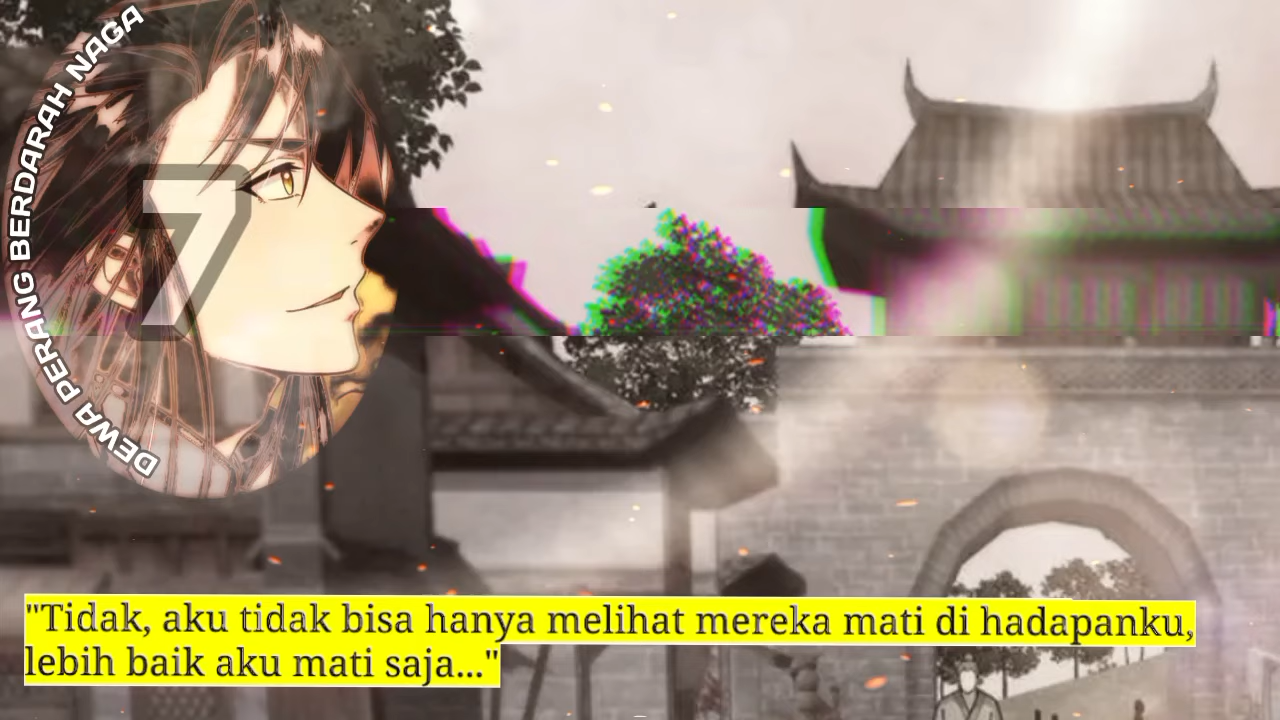 DEWA PERANG BERDARAH NAGA
7
"Tidak, aku tidak bisa hanya melihat mereka mati di hadapanku,
lebih baik aku mati saja..."